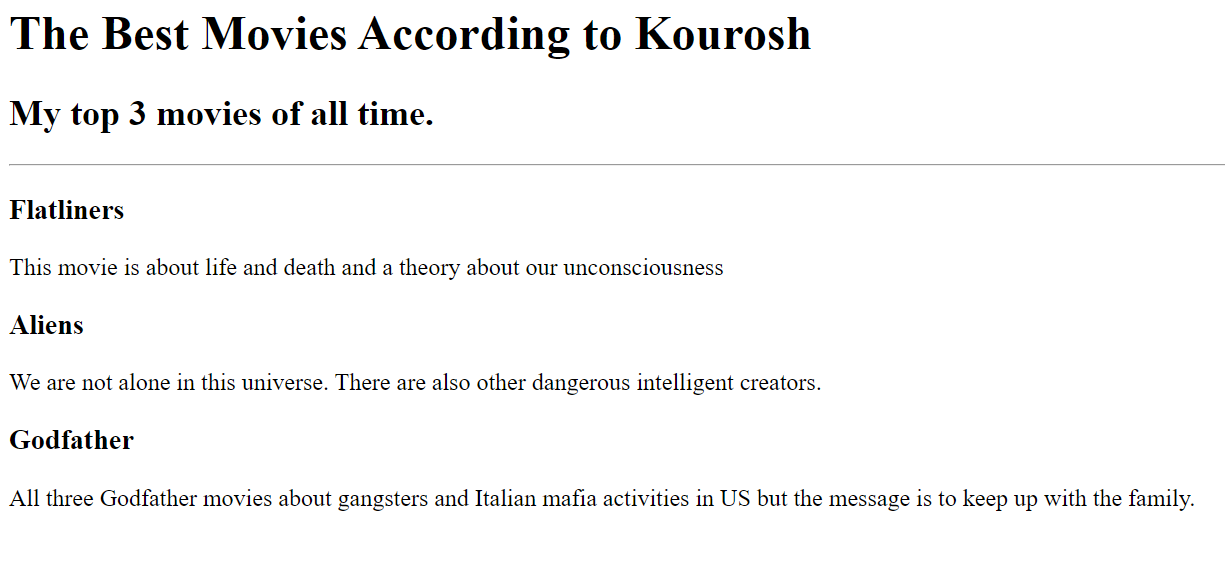 The Best Movies According to Kourosh
My top 3 movies of all time.
Flatliners
This movie is about life and death and a theory about our unconsciousness
Aliens
We are not alone in this universe. There are also other dangerous intelligent creators.
Godfather
All three Godfather movies about gangsters and Italian mafia activities in US but the message is to keep up with the family.